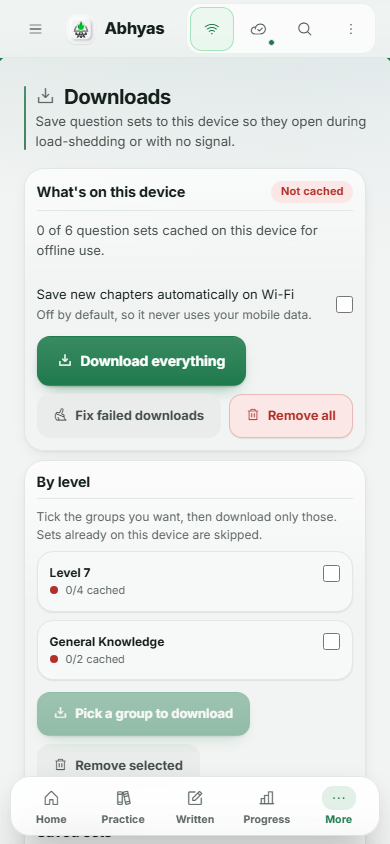 Abhyas
Downloads
Save question sets to this device so they open during
load-shedding or with no signal.
What's on this device
Not cached
0 of 6 question sets cached on this device for
offline use.
Save new chapters automatically on Wi-Fi
Off by default, so it never uses your mobile data.
Download everything
Fix failed downloads
Remove all
By level
Tick the groups you want, then download only those.
Sets already on this device are skipped.
Level 7
0/4 cached
General Knowledge
0/2 cached
Pick a group to download
Remove selected
Home
Practice
Written
Progress
More